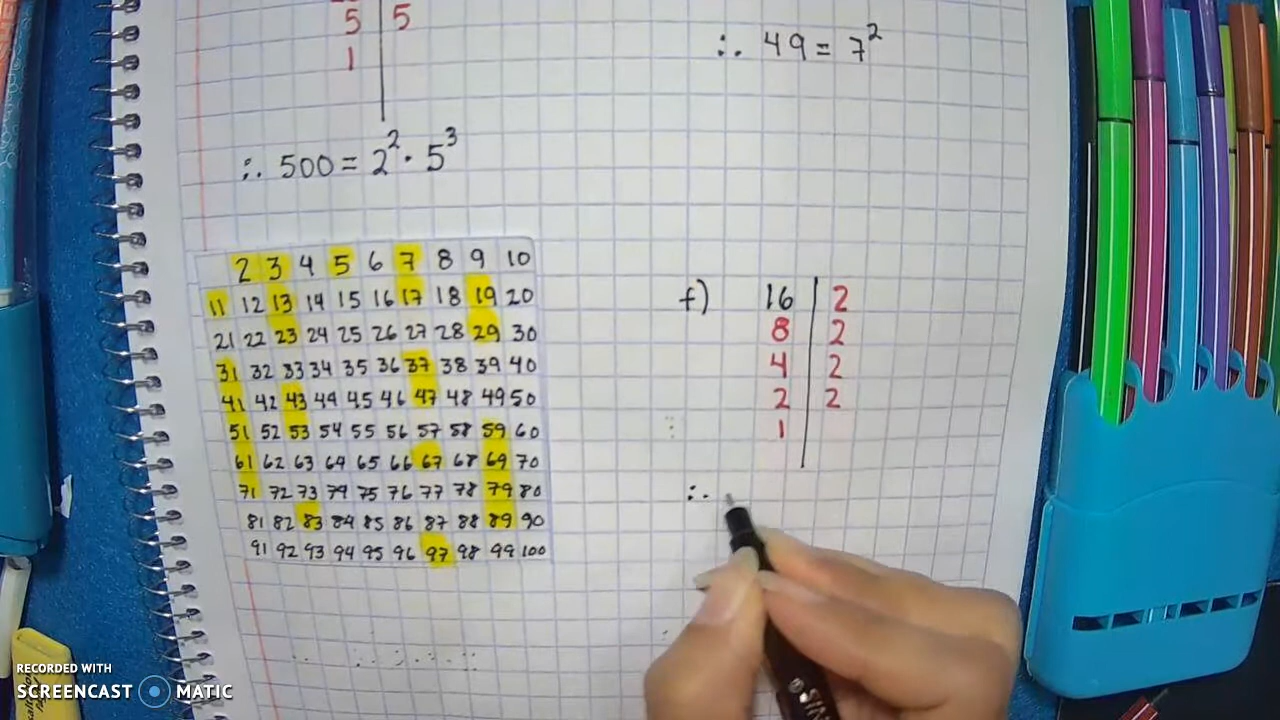 5 | 5
1 |
∴ 49 = 7²
∴ 500 = 2² · 5³
2 3 4 5 6 7 8 9 10
11 12 13 14 15 16 17 18 19 20
21 22 23 24 25 26 27 28 29 30
31 32 33 34 35 36 37 38 39 40
41 42 43 44 45 46 47 48 49 50
51 52 53 54 55 56 57 58 59 60
61 62 63 64 65 66 67 68 69 70
71 72 73 74 75 76 77 78 79 80
81 82 83 84 85 86 87 88 89 90
91 92 93 94 95 96 97 98 99 100
f) 16 | 2
8 | 2
4 | 2
2 | 2
1 |
∴
RECORDED WITH
SCREENCAST MATIC